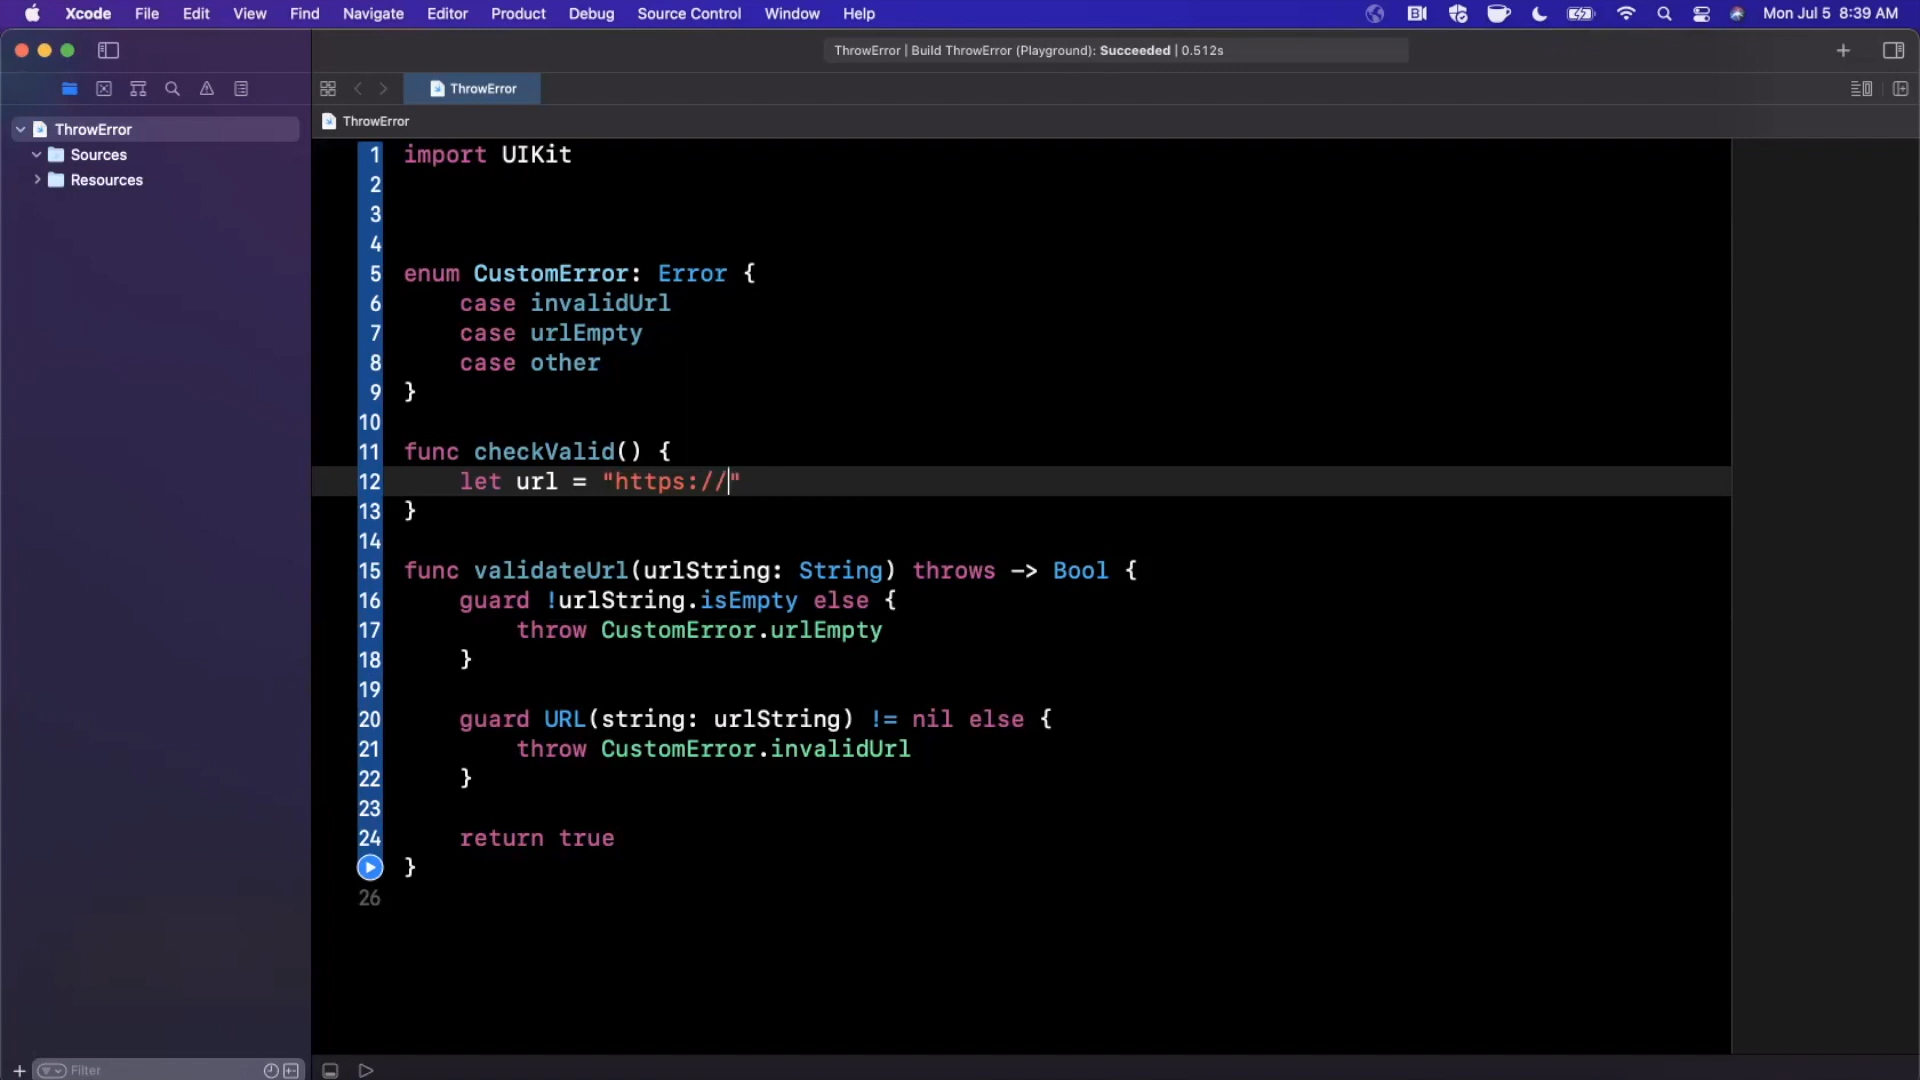 Xcode File Edit View Find Navigate Editor Product Debug Source Control Window Help Mon Jul 5 8:39 AM
ThrowError | Build ThrowError (Playground): Succeeded | 0.512s
ThrowError
ThrowError
ThrowError
Sources
Resources
1 import UIKit
2
3
4
5 enum CustomError: Error {
6     case invalidUrl
7     case urlEmpty
8     case other
9 }
10
11 func checkValid() {
12     let url = "https://"
13 }
14
15 func validateUrl(urlString: String) throws -> Bool {
16     guard !urlString.isEmpty else {
17         throw CustomError.urlEmpty
18     }
19
20     guard URL(string: urlString) != nil else {
21         throw CustomError.invalidUrl
22     }
23
24     return true
}
26
Filter